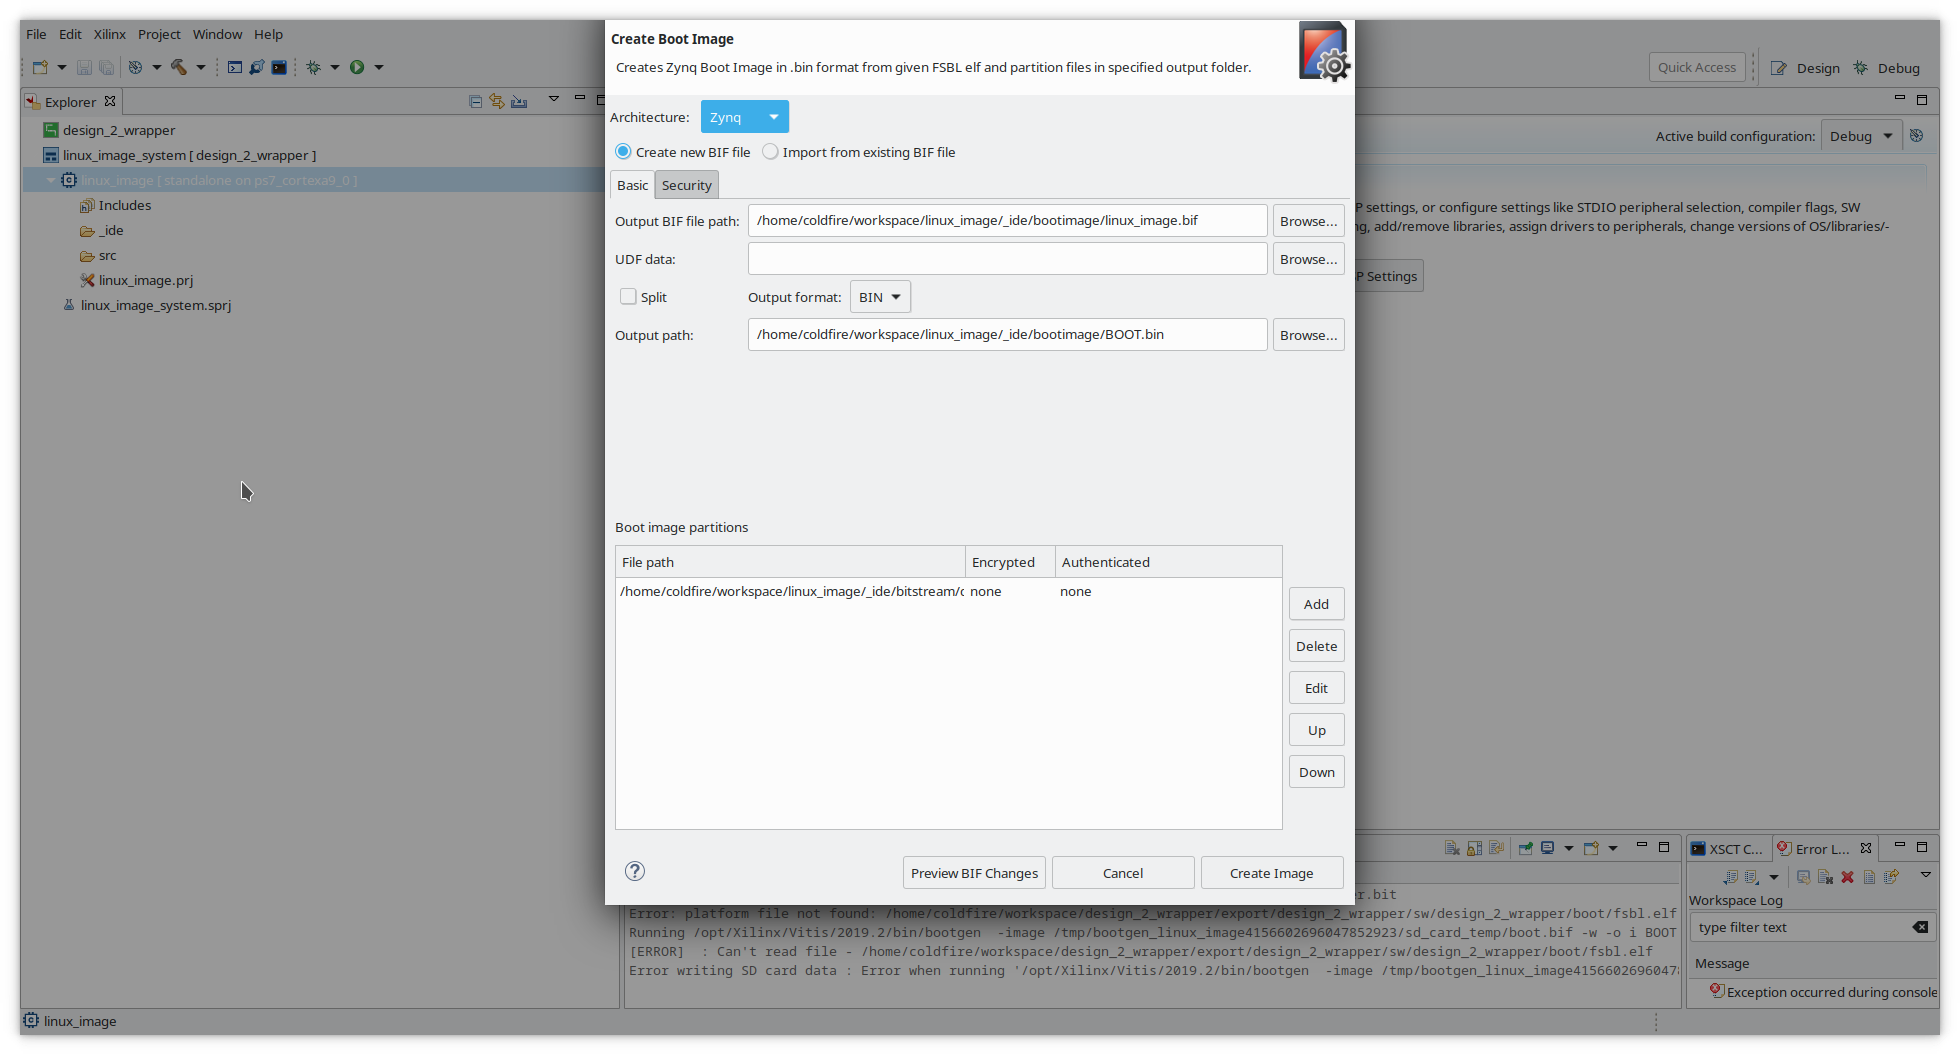 File Edit Xilinx Project Window Help
Create Boot Image
Creates Zynq Boot Image in .bin format from given FSBL elf and partition files in specified output folder.
Quick Access
Design
Debug
Explorer
design_2_wrapper
linux_image_system [ design_2_wrapper ]
linux_image [ standalone on ps7_cortexa9_0 ]
Includes
_ide
src
linux_image.prj
linux_image_system.sprj
Architecture: Zynq
Create new BIF file Import from existing BIF file
Basic Security
Output BIF file path: /home/coldfire/workspace/linux_image/_ide/bootimage/linux_image.bif Browse...
UDF data: Browse...
Split Output format: BIN
Output path: /home/coldfire/workspace/linux_image/_ide/bootimage/BOOT.bin Browse...
Boot image partitions
File path Encrypted Authenticated
/home/coldfire/workspace/linux_image/_ide/bitstream/ none none
Add
Delete
Edit
Up
Down
Preview BIF Changes Cancel Create Image
Active build configuration: Debug
P settings, or configure settings like STDIO peripheral selection, compiler flags, SW
ng, add/remove libraries, assign drivers to peripherals, change versions of OS/libraries/-
SP Settings
er.bit
Error: platform file not found: /home/coldfire/workspace/design_2_wrapper/export/design_2_wrapper/sw/design_2_wrapper/boot/fsbl.elf
Running /opt/Xilinx/Vitis/2019.2/bin/bootgen -image /tmp/bootgen_linux_image4156602696047852923/sd_card_temp/boot.bif -w -o i BOOT
[ERROR] : Can't read file - /home/coldfire/workspace/design_2_wrapper/export/design_2_wrapper/sw/design_2_wrapper/boot/fsbl.elf
Error writing SD card data : Error when running '/opt/Xilinx/Vitis/2019.2/bin/bootgen -image /tmp/bootgen_linux_image41566026960478
XSCT C... Error L...
Workspace Log
type filter text
Message
Exception occurred during console
linux_image